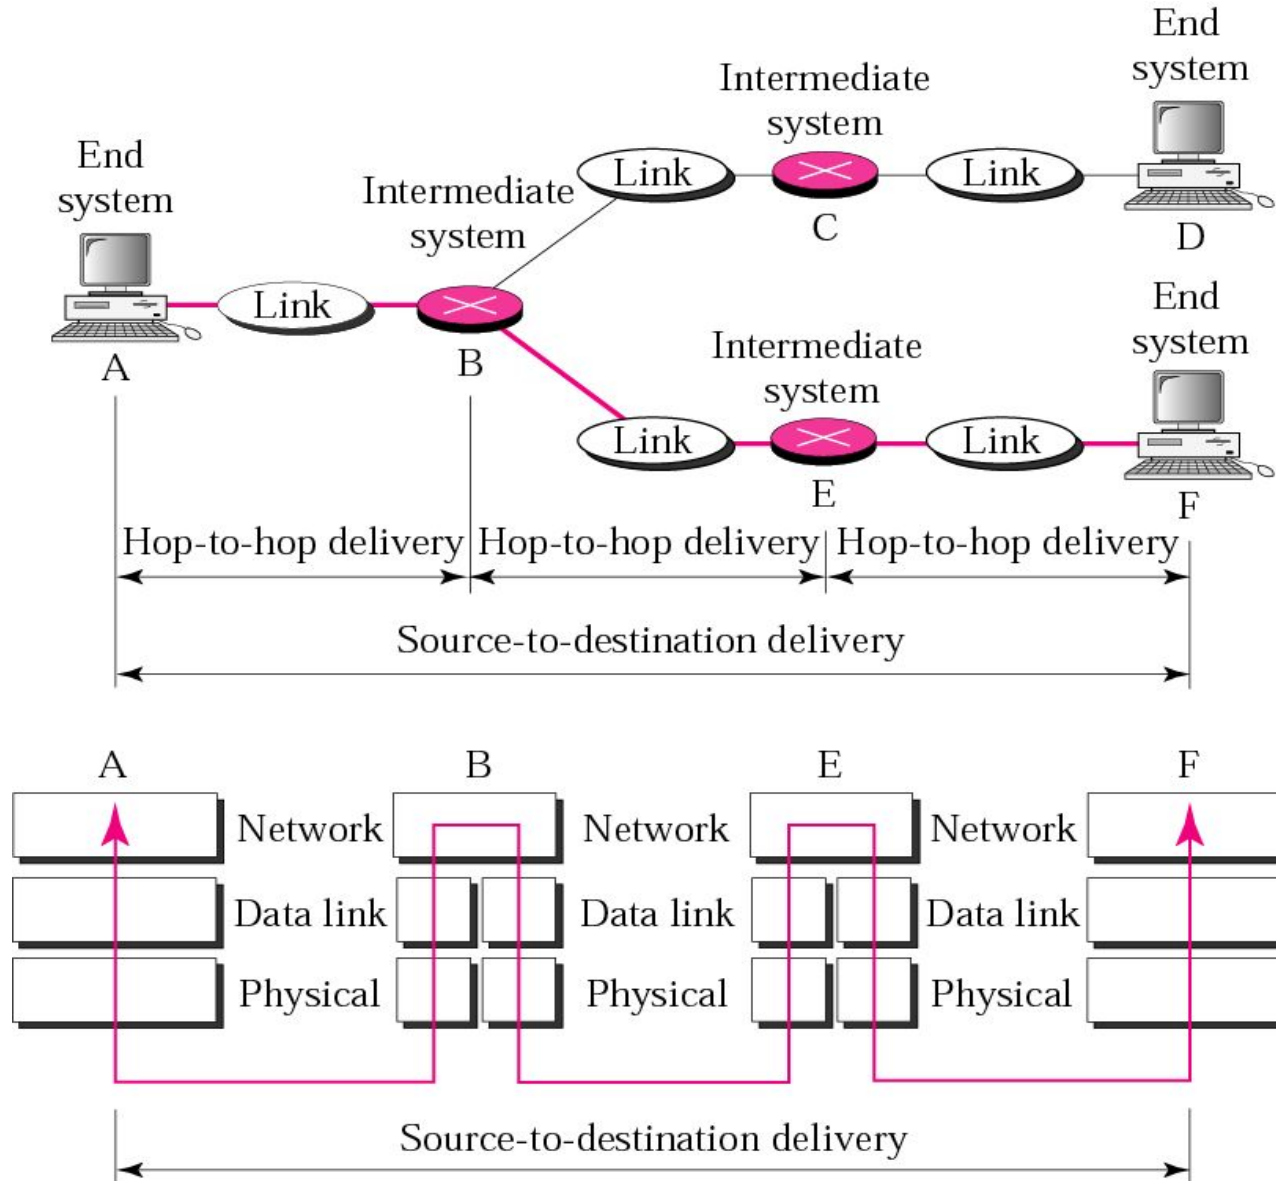 End
system
Intermediate
system
End
system
Link
Link
C
D
Intermediate
system
End
system
Link
A
B
Intermediate
system
End
system
Link
Link
E
F
Hop-to-hop delivery
Hop-to-hop delivery
Hop-to-hop delivery
Source-to-destination delivery
A
B
E
F
Network
Network
Network
Data link
Data link
Data link
Physical
Physical
Physical
Source-to-destination delivery